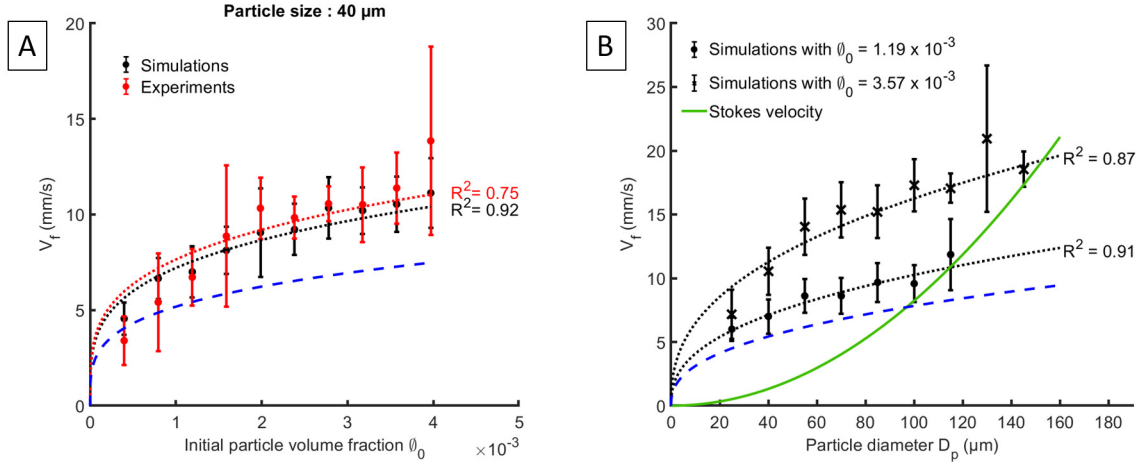 A
Particle size : 40 µm
20
15
10
5
0
V_f (mm/s)
Simulations
Experiments
R² = 0.75
R² = 0.92
0 1 2 3 4 5
Initial particle volume fraction ∅₀ × 10⁻³
B
30
25
20
15
10
5
0
V_f (mm/s)
Simulations with ∅₀ = 1.19 x 10⁻³
Simulations with ∅₀ = 3.57 x 10⁻³
Stokes velocity
R² = 0.87
R² = 0.91
0 20 40 60 80 100 120 140 160 180
Particle diameter D_p (µm)